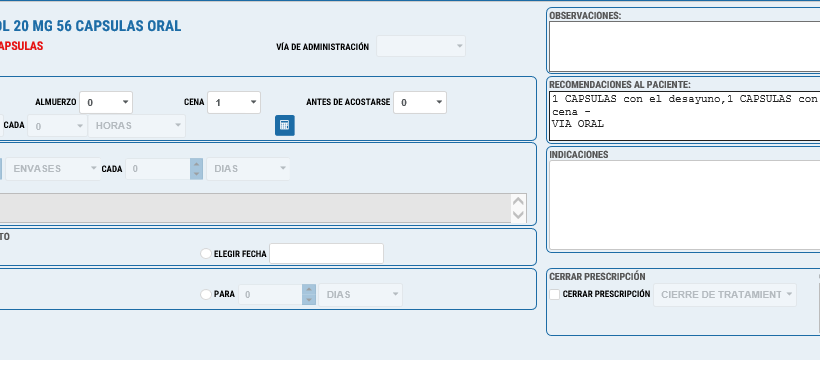 OL 20 MG 56 CAPSULAS ORAL
APSULAS
VÍA DE ADMINISTRACIÓN
ALMUERZO 0 CENA 1 ANTES DE ACOSTARSE 0
CADA 0 HORAS
ENVASES CADA 0 DIAS
TO
ELEGIR FECHA
PARA 0 DIAS
OBSERVACIONES:
RECOMENDACIONES AL PACIENTE:
1 CAPSULAS con el desayuno,1 CAPSULAS con
cena -
VIA ORAL
INDICACIONES
CERRAR PRESCRIPCIÓN
CERRAR PRESCRIPCIÓN CIERRE DE TRATAMIENT